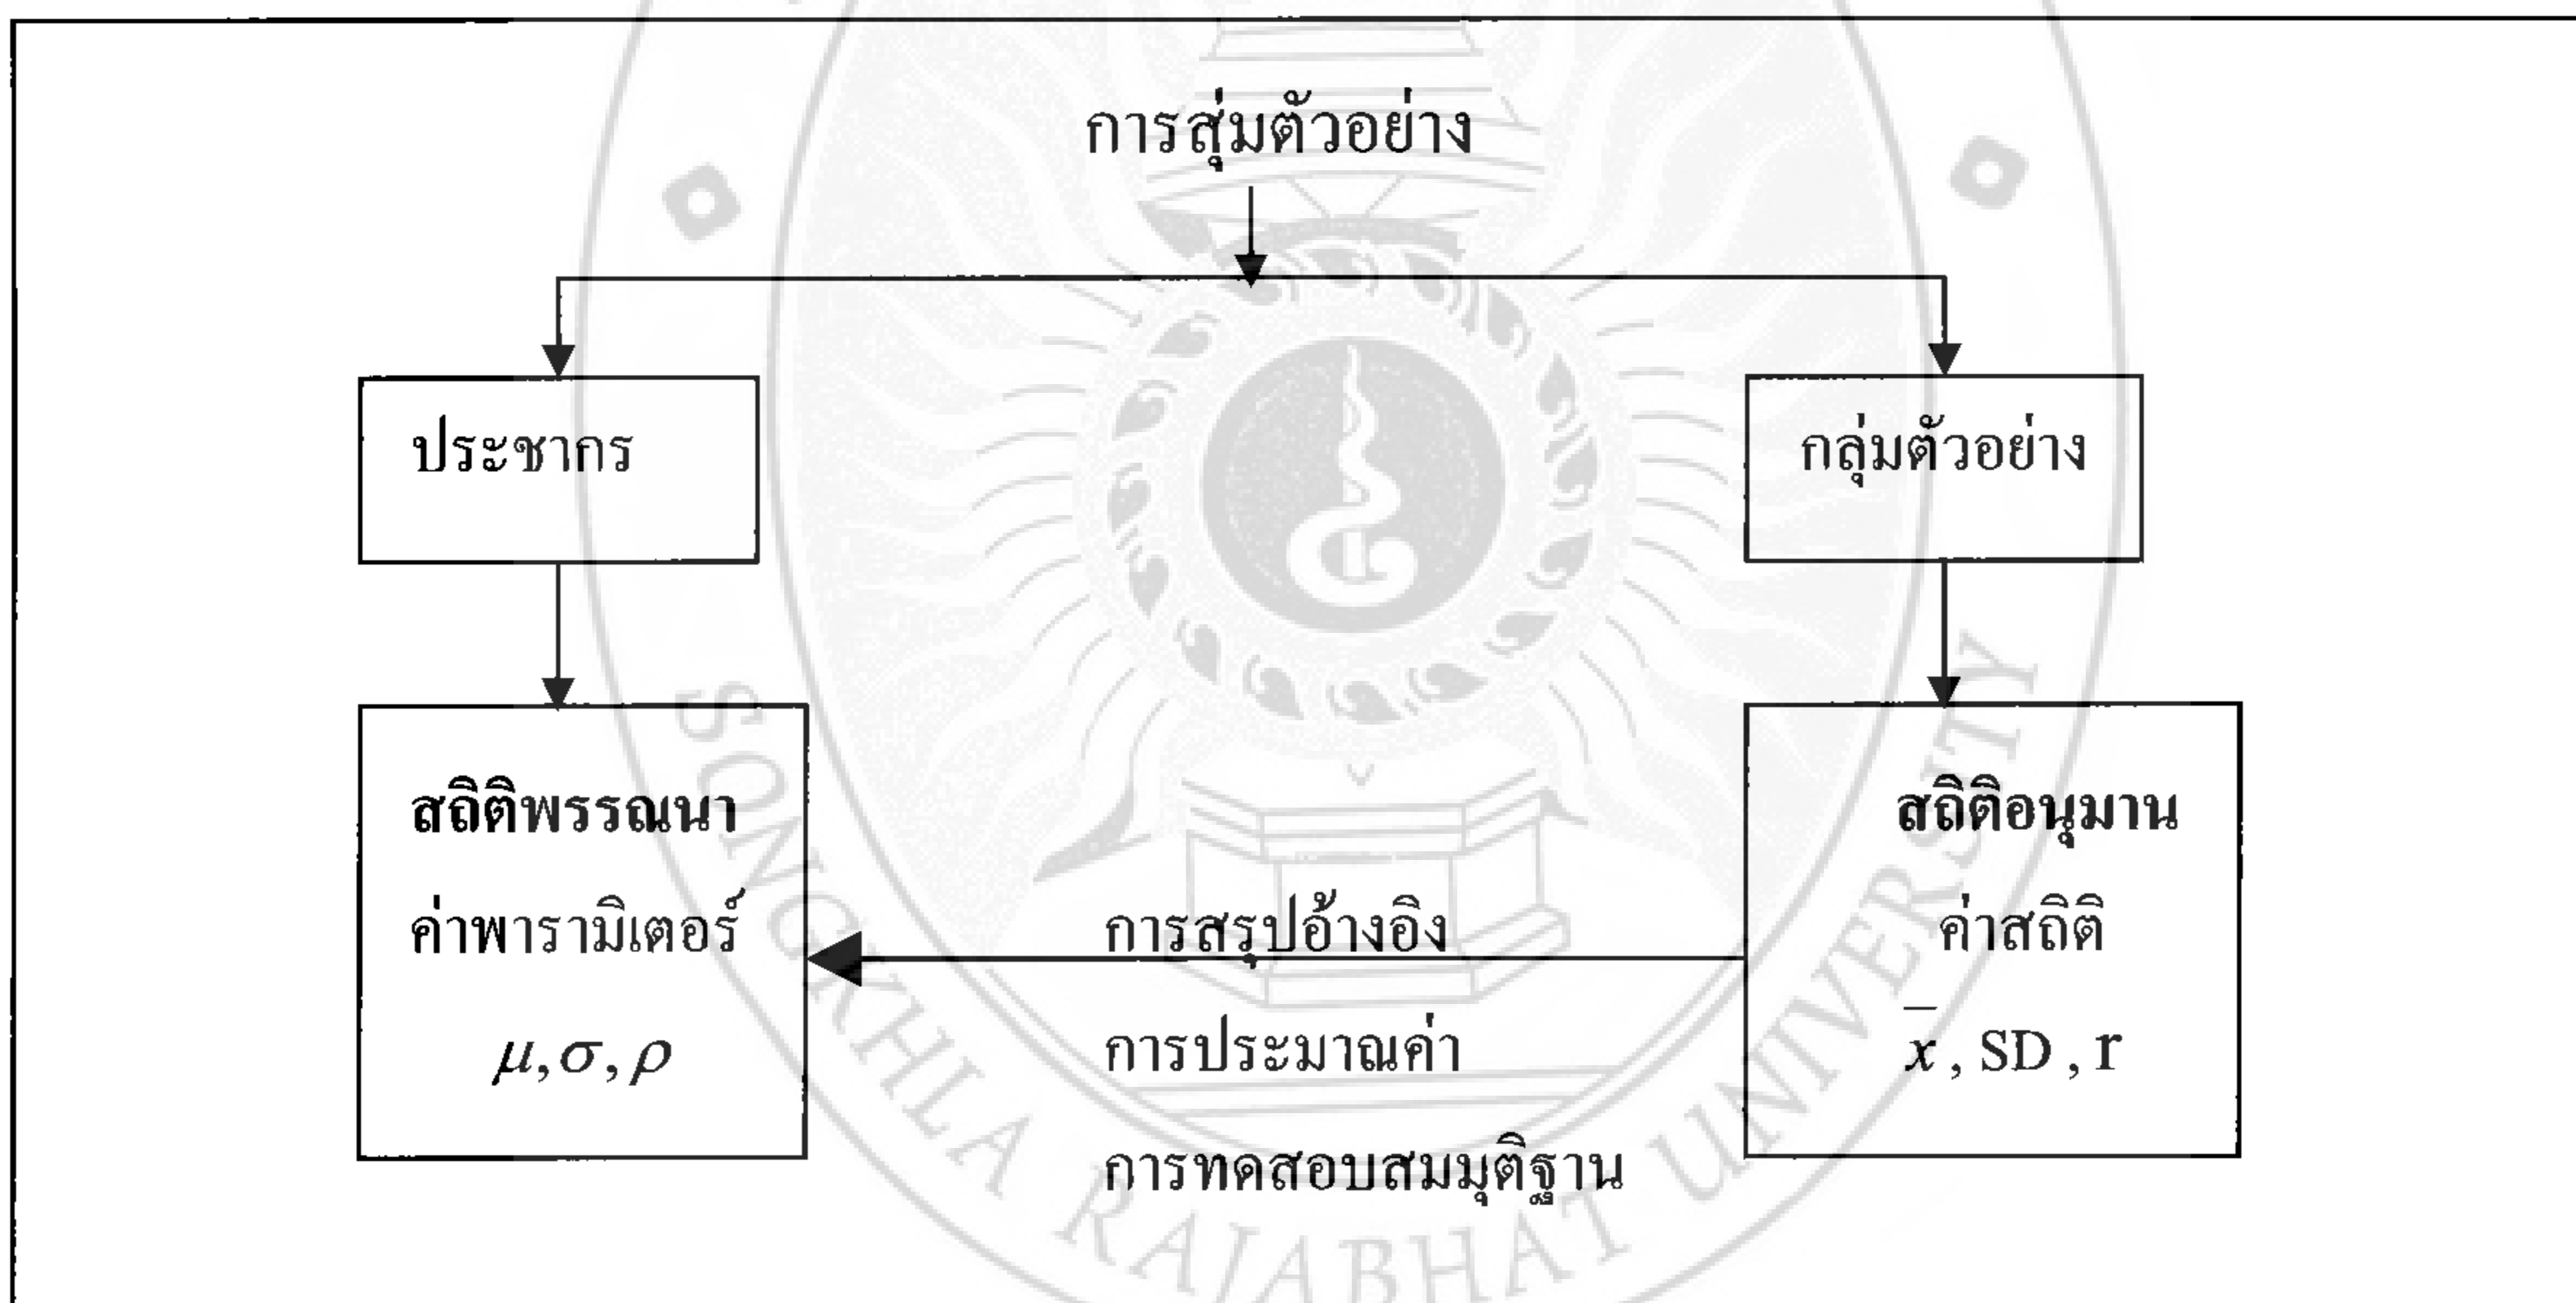 การสุ่มตัวอย่าง
ประชากร
กลุ่มตัวอย่าง
สถิติพรรณนา
ค่าพารามิเตอร์
μ, σ, ρ
การสรุปอ้างอิง
การประมาณค่า
การทดสอบสมมุติฐาน
สถิติอนุมาน
ค่าสถิติ
x̄ , SD , r
SONGKHLA RAJABHAT UNIVERSITY